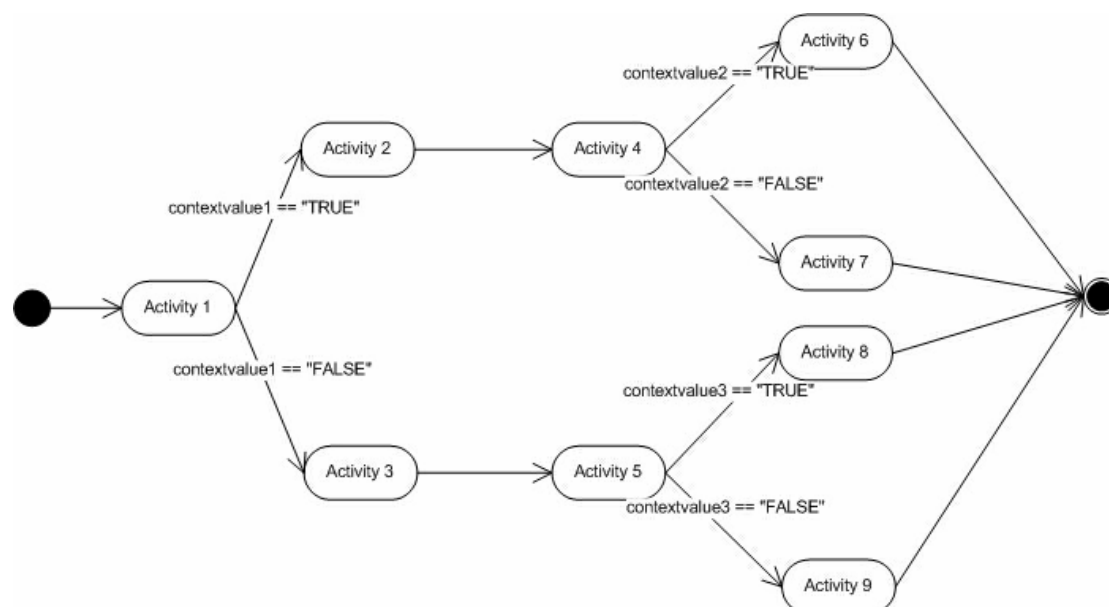 Activity 6
contextvalue2 == "TRUE"
Activity 2
Activity 4
contextvalue2 == "FALSE"
contextvalue1 == "TRUE"
Activity 7
Activity 1
Activity 8
contextvalue1 == "FALSE"
contextvalue3 == "TRUE"
Activity 3
Activity 5
contextvalue3 == "FALSE"
Activity 9